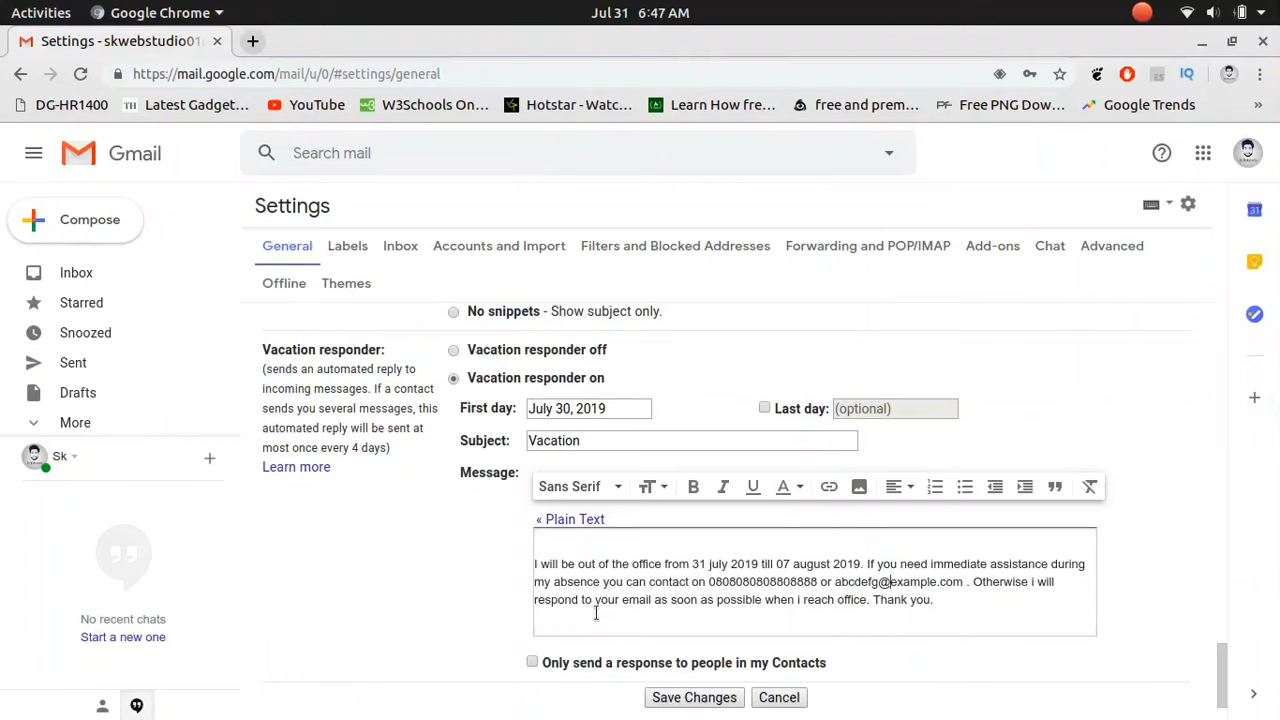 Activities Google Chrome Jul 31 6:47 AM
Settings - skwebstudio01
https://mail.google.com/mail/u/0/#settings/general
DG-HR1400 TH Latest Gadget... YouTube W3Schools On... Hotstar - Watc... Learn How fre... free and prem... PF Free PNG Dow... Google Trends »
Gmail Search mail
Compose
Inbox
Starred
Snoozed
Sent
Drafts
More
Sk
No recent chats
Start a new one
Settings
General Labels Inbox Accounts and Import Filters and Blocked Addresses Forwarding and POP/IMAP Add-ons Chat Advanced
Offline Themes
No snippets - Show subject only.
Vacation responder:
(sends an automated reply to
incoming messages. If a contact
sends you several messages, this
automated reply will be sent at
most once every 4 days)
Learn more
Vacation responder off
Vacation responder on
First day: July 30, 2019 Last day: (optional)
Subject: Vacation
Message:
Sans Serif
« Plain Text
I will be out of the office from 31 july 2019 till 07 august 2019. If you need immediate assistance during
my absence you can contact on 0808080808808888 or abcdefg@example.com . Otherwise i will
respond to your email as soon as possible when i reach office. Thank you.
Only send a response to people in my Contacts
Save Changes Cancel
31